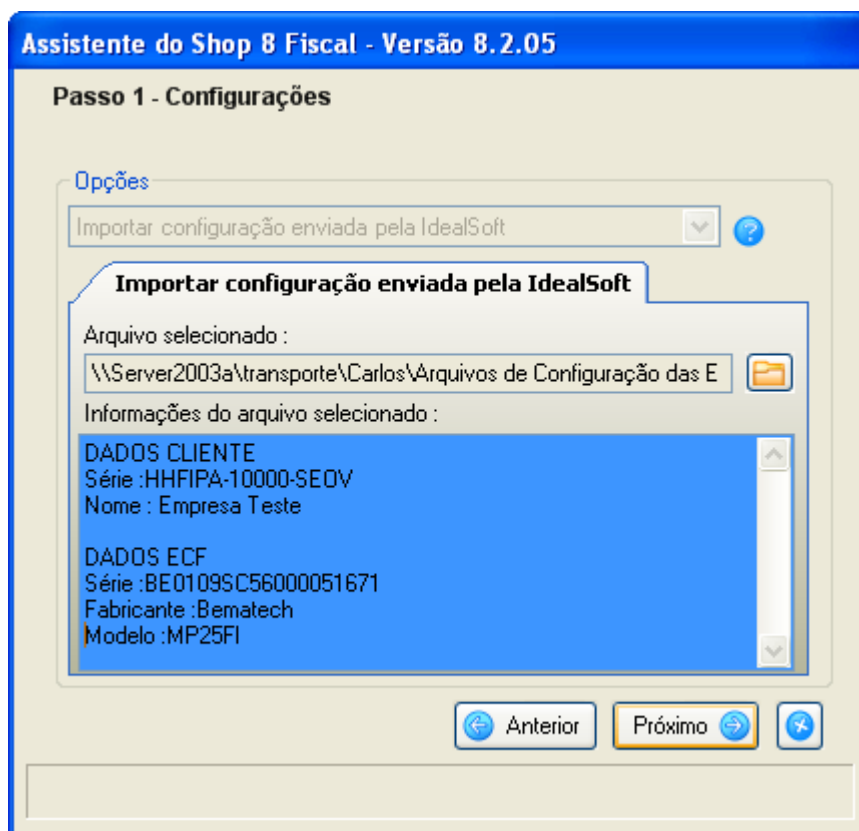 Assistente do Shop 8 Fiscal - Versão 8.2.05
Passo 1 - Configurações
Opções
Importar configuração enviada pela IdealSoft
Importar configuração enviada pela IdealSoft
Arquivo selecionado :
\\Server2003a\transporte\Carlos\Arquivos de Configuração das E
Informações do arquivo selecionado :
DADOS CLIENTE
Série :HHFIPA-10000-SEOV
Nome : Empresa Teste
DADOS ECF
Série :BE0109SC56000051671
Fabricante :Bematech
Modelo :MP25FI
Anterior Próximo